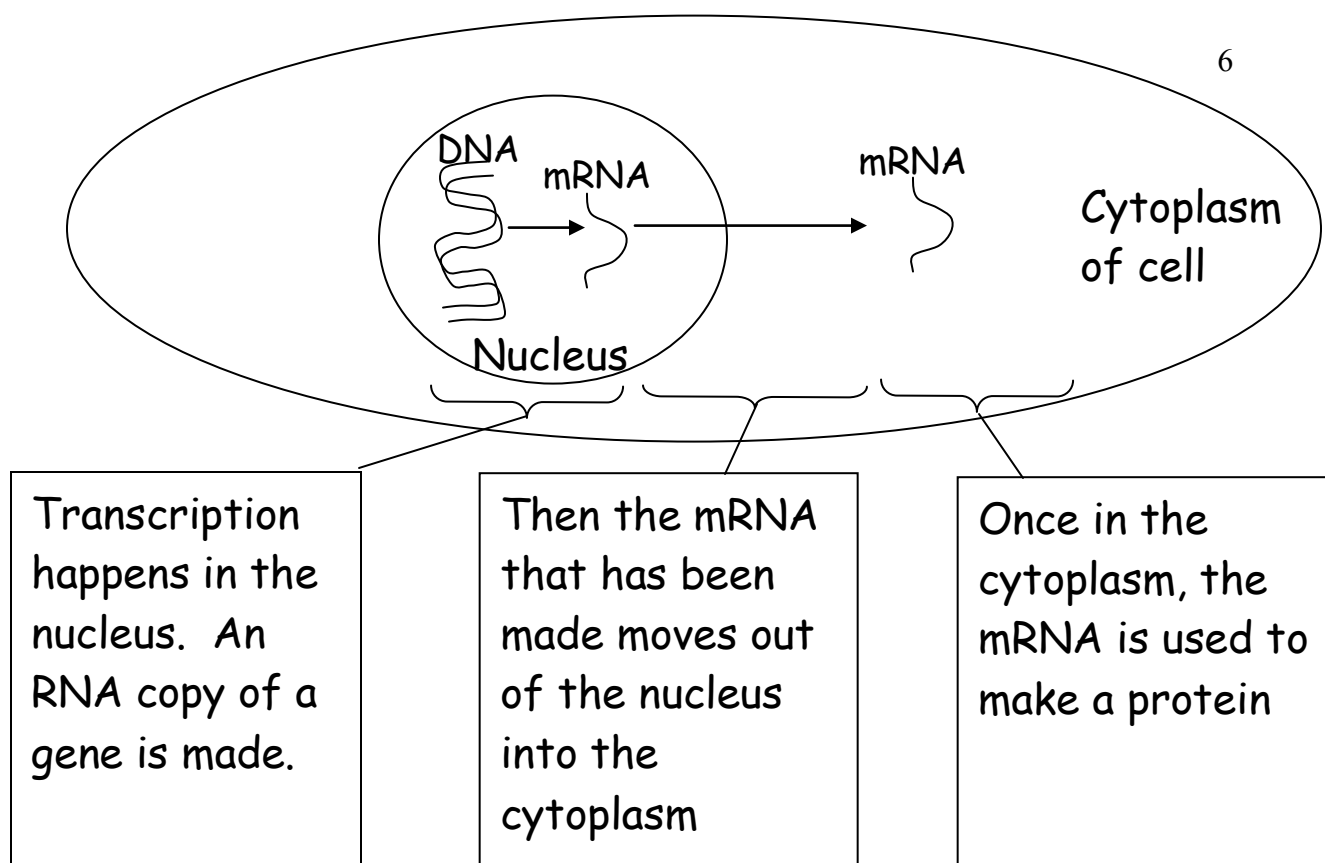 6
DNA
mRNA
mRNA
Cytoplasm
of cell
Nucleus
Transcription
happens in the
nucleus. An
RNA copy of a
gene is made.
Then the mRNA
that has been
made moves out
of the nucleus
into the
cytoplasm
Once in the
cytoplasm, the
mRNA is used to
make a protein